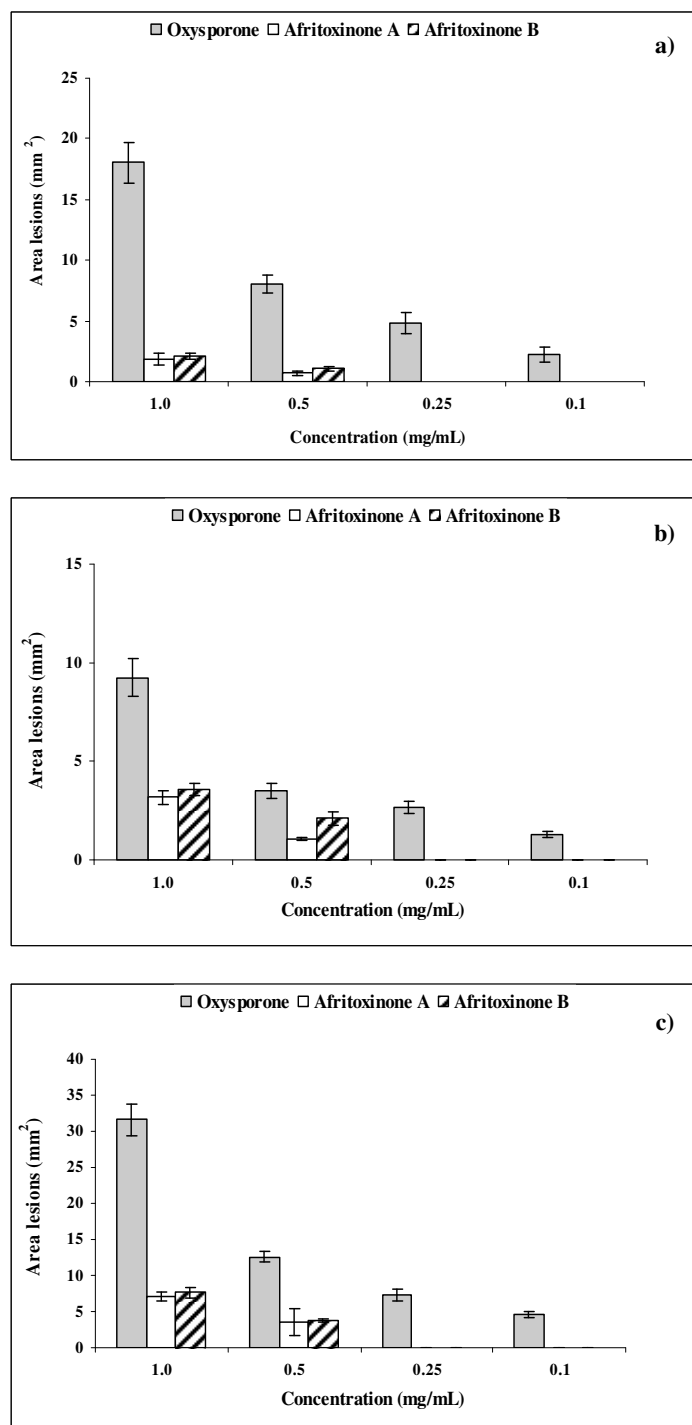 Oxysporone Afritoxinone A Afritoxinone B
a)
25
20
15
10
5
0
Area lesions (mm²)
1.0 0.5 0.25 0.1
Concentration (mg/mL)
Oxysporone Afritoxinone A Afritoxinone B
b)
15
10
5
0
Area lesions (mm²)
1.0 0.5 0.25 0.1
Concentration (mg/mL)
Oxysporone Afritoxinone A Afritoxinone B
c)
40
35
30
25
20
15
10
5
0
Area lesions (mm²)
1.0 0.5 0.25 0.1
Concentration (mg/mL)